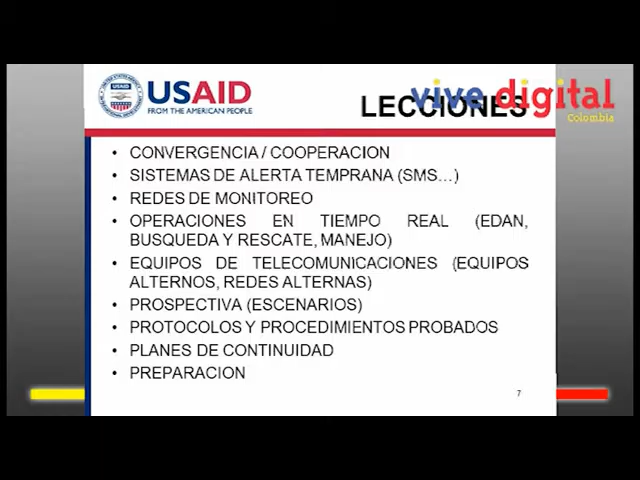 USAID
FROM THE AMERICAN PEOPLE
vive digital
Colombia
LECCIONES
• CONVERGENCIA / COOPERACION
• SISTEMAS DE ALERTA TEMPRANA (SMS...)
• REDES DE MONITOREO
• OPERACIONES EN TIEMPO REAL (EDAN,
BUSQUEDA Y RESCATE, MANEJO)
• EQUIPOS DE TELECOMUNICACIONES (EQUIPOS
ALTERNOS, REDES ALTERNAS)
• PROSPECTIVA (ESCENARIOS)
• PROTOCOLOS Y PROCEDIMIENTOS PROBADOS
• PLANES DE CONTINUIDAD
• PREPARACION
7